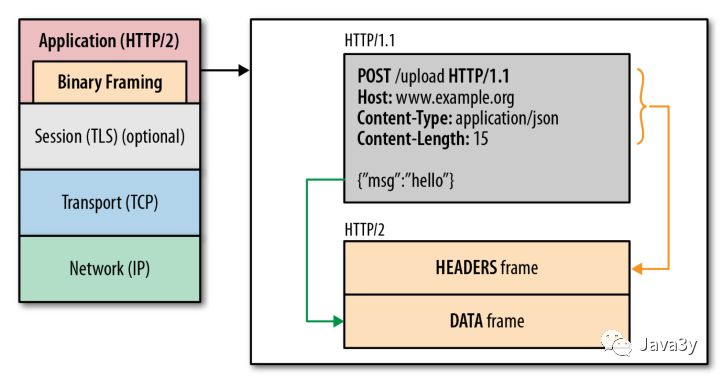 Application (HTTP/2)
Binary Framing
Session (TLS) (optional)
Transport (TCP)
Network (IP)
HTTP/1.1
POST /upload HTTP/1.1
Host: www.example.org
Content-Type: application/json
Content-Length: 15
{"msg":"hello"}
HTTP/2
HEADERS frame
DATA frame
Java3y